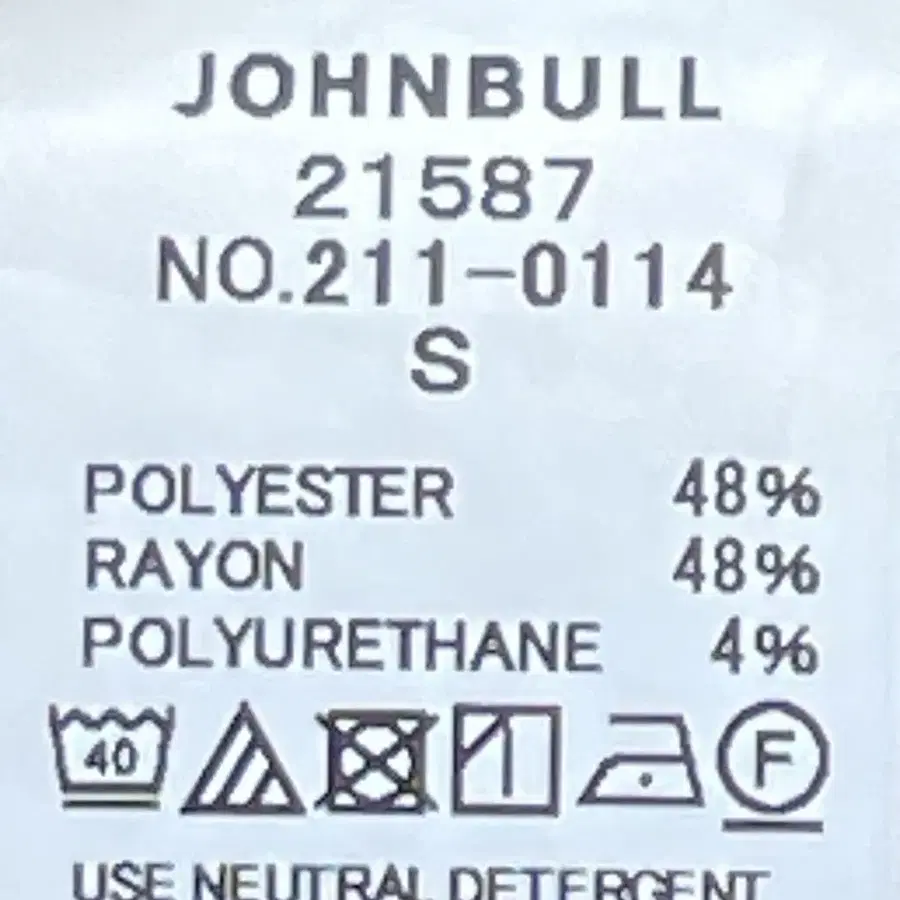 JOHNBULL
21587
NO.211-0114
S
POLYESTER 48%
RAYON 48%
POLYURETHANE 4%
40 F
USE NEUTRAL DETERGENT